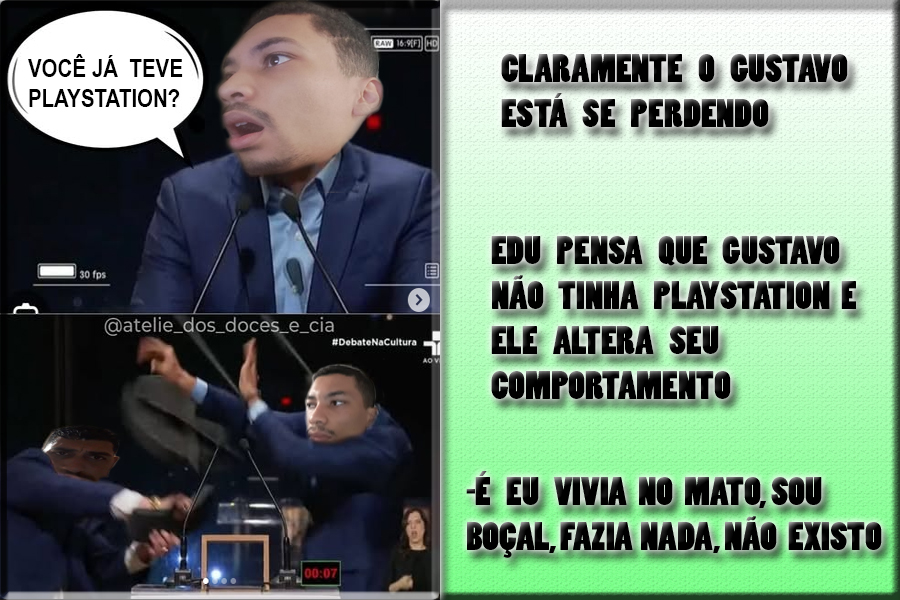 VOCÊ JÁ TEVE
PLAYSTATION?
RAW 16:9[F] HD
30 fps
@atelie_dos_doces_e_cia
#DebateNaCultura
AO VI
00:07
CLARAMENTE O GUSTAVO
ESTÁ SE PERDENDO
EDU PENSA QUE GUSTAVO
NÃO TINHA PLAYSTATION E
ELE ALTERA SEU
COMPORTAMENTO
-É EU VIVIA NO MATO, SOU
BOÇAL, FAZIA NADA, NÃO EXISTO